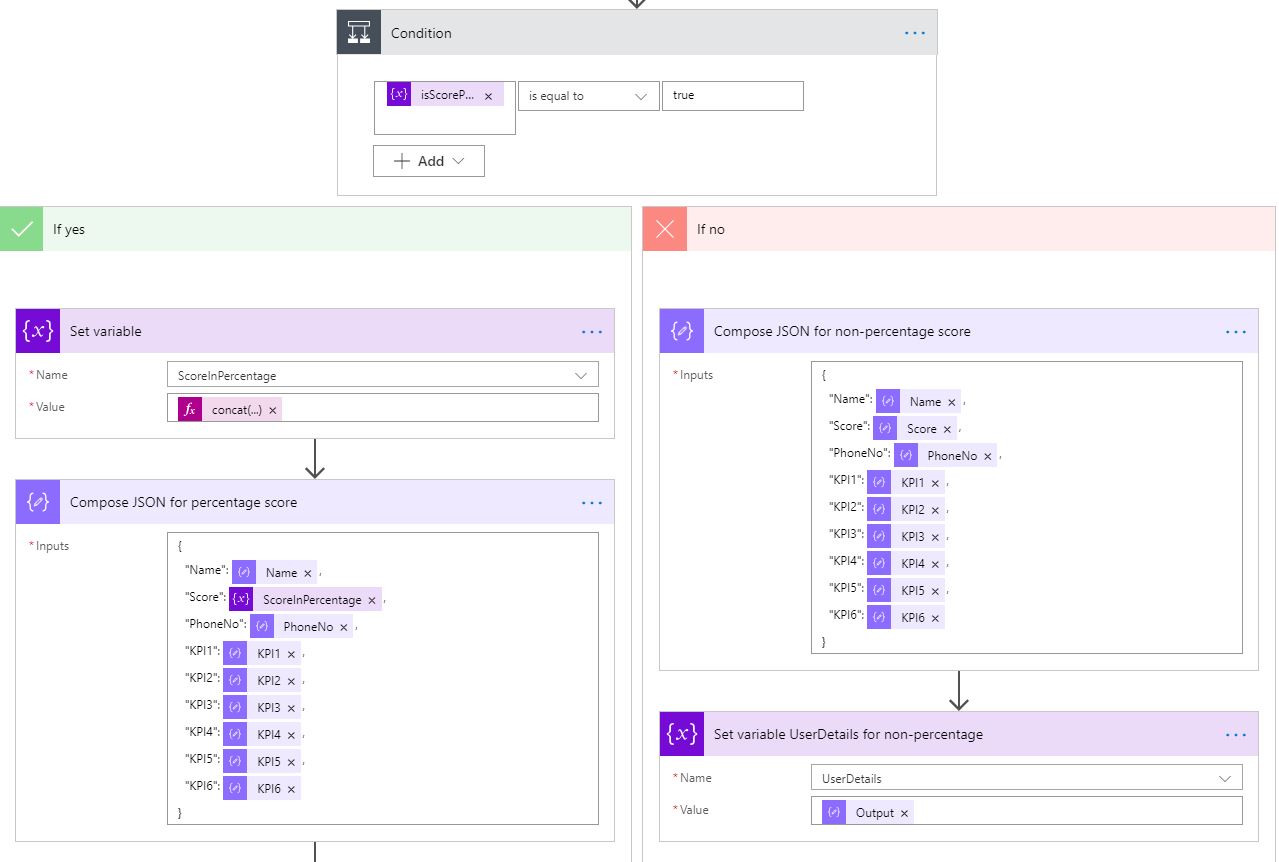 Condition
{x} isScoreP... × is equal to true
Add
If yes
{x} Set variable
*Name ScoreInPercentage
*Value fx concat(...) ×
Compose JSON for percentage score
*Inputs {
"Name": Name × ,
"Score": {x} ScoreInPercentage × ,
"PhoneNo": PhoneNo × ,
"KPI1": KPI1 × ,
"KPI2": KPI2 × ,
"KPI3": KPI3 × ,
"KPI4": KPI4 × ,
"KPI5": KPI5 × ,
"KPI6": KPI6 ×
}
If no
Compose JSON for non-percentage score
*Inputs {
"Name": Name × ,
"Score": Score × ,
"PhoneNo": PhoneNo × ,
"KPI1": KPI1 × ,
"KPI2": KPI2 × ,
"KPI3": KPI3 × ,
"KPI4": KPI4 × ,
"KPI5": KPI5 × ,
"KPI6": KPI6 ×
}
{x} Set variable UserDetails for non-percentage
*Name UserDetails
*Value Output ×